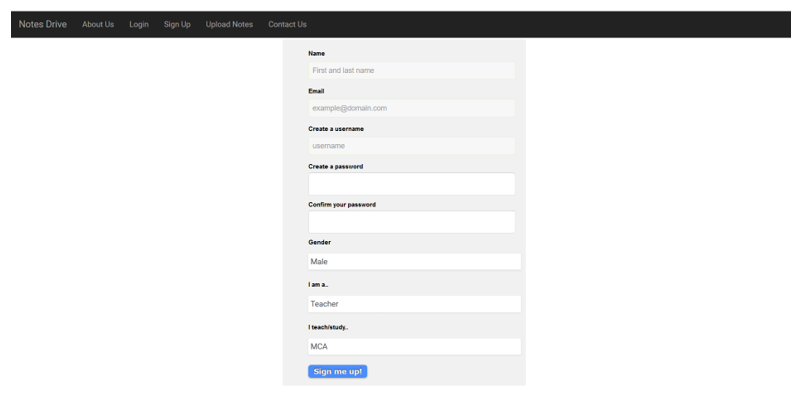 Notes Drive About Us Login Sign Up Upload Notes Contact Us
Name
First and last name
Email
example@domain.com
Create a username
username
Create a password
Confirm your password
Gender
Male
I am a..
Teacher
I teach/study..
MCA
Sign me up!